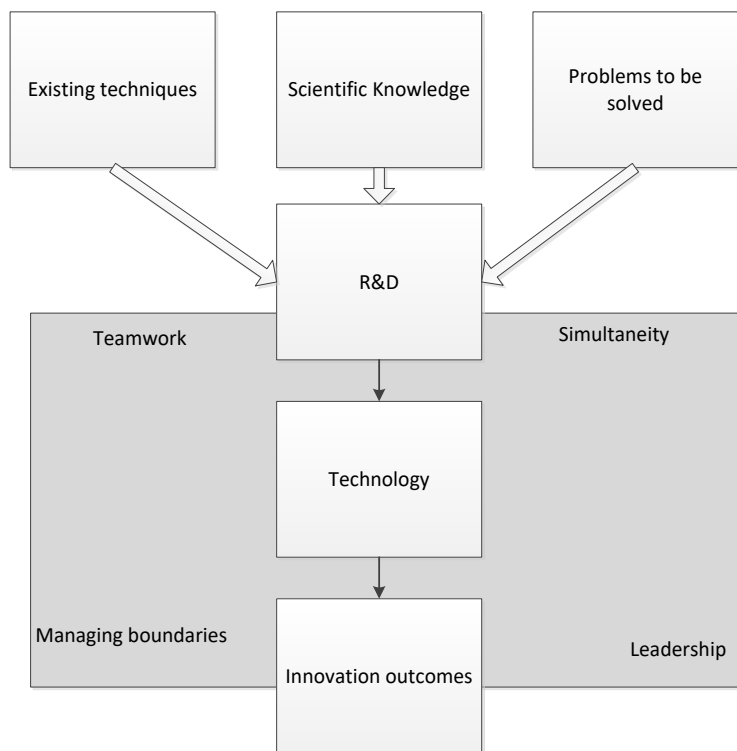 Existing techniques
Scientific Knowledge
Problems to be
solved
R&D
Teamwork
Simultaneity
Technology
Managing boundaries
Leadership
Innovation outcomes